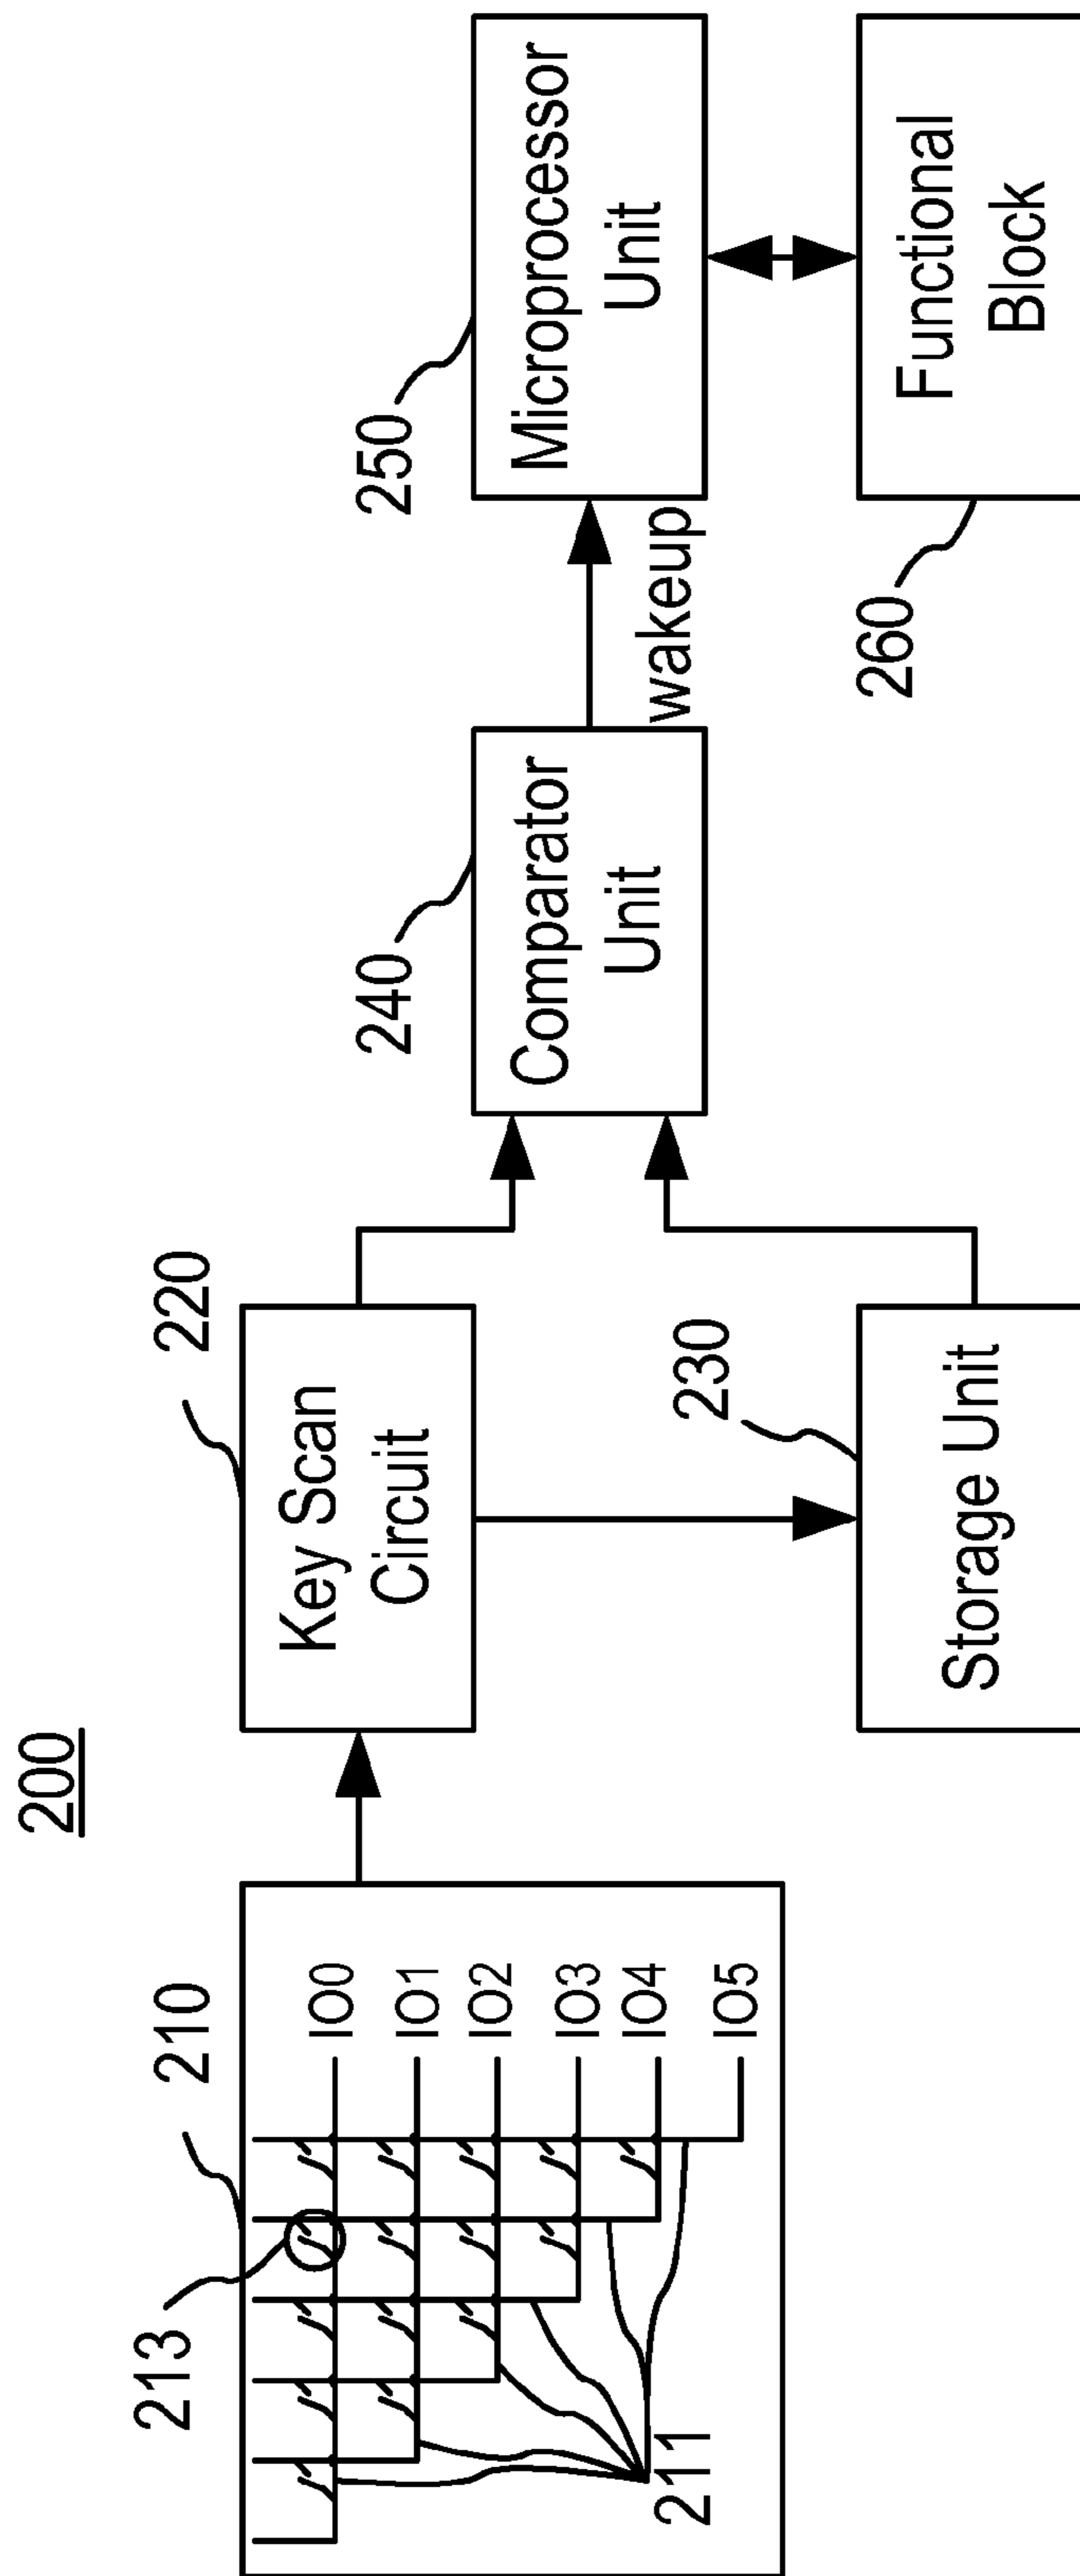 200
210
213
IO0
IO1
IO2
IO3
IO4
IO5
211
220
Key Scan
Circuit
230
Storage Unit
240
Comparator
Unit
wakeup
250
Microprocessor
Unit
260
Functional
Block